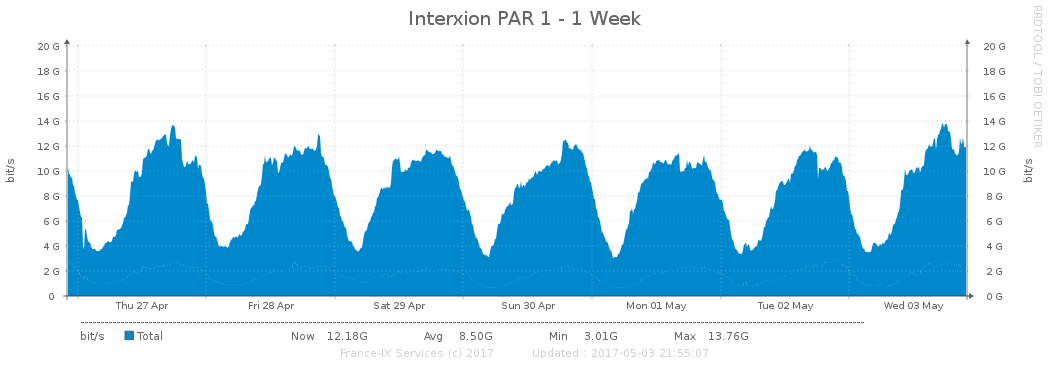 Interxion PAR 1 - 1 Week
RRDTOOL / TOBI OETIKER
bit/s
20 G 20 G
18 G 18 G
16 G 16 G
14 G 14 G
12 G 12 G
10 G 10 G
8 G 8 G
6 G 6 G
4 G 4 G
2 G 2 G
0 0 G
bit/s
Thu 27 Apr Fri 28 Apr Sat 29 Apr Sun 30 Apr Mon 01 May Tue 02 May Wed 03 May
bit/s Total Now 12.18G Avg 8.50G Min 3.01G Max 13.76G
France-IX Services (c) 2017 Updated : 2017-05-03 21:55:07